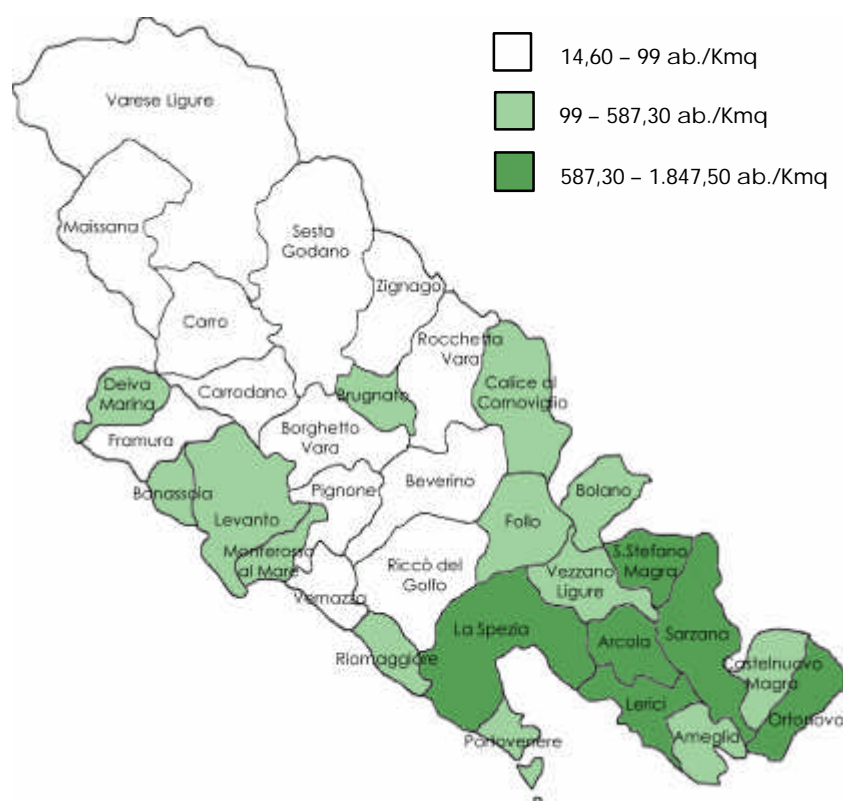 14,60 – 99 ab./Kmq
99 – 587,30 ab./Kmq
587,30 – 1.847,50 ab./Kmq
Varese Ligure
Maissana
Sesta
Godano
Zignago
Carro
Rocchetta
Vara
Deiva
Marina
Carrodano
Brugnato
Calice al
Cornoviglio
Framura
Borghetto
Vara
Bonassola
Levanto
Pignone
Beverino
Bolano
Follo
Monterosso
al Mare
Riccò del
Golfo
S.Stefano
Magra
Vezzano
Ligure
Vernazza
La Spezia
Arcola
Sarzana
Riomaggiore
Castelnuovo
Magra
Lerici
Ortonovo
Portovenere
Ameglia